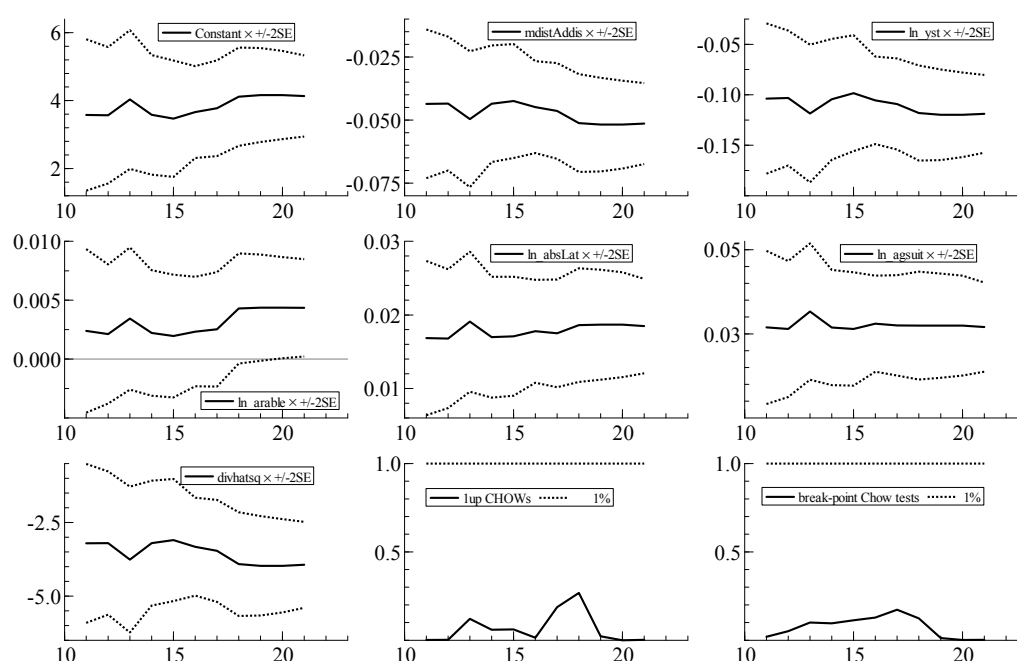 Constant × +/-2SE
6
4
2
10 15 20
mdistAddis × +/-2SE
-0.025
-0.050
-0.075
10 15 20
ln_yst × +/-2SE
-0.05
-0.10
-0.15
10 15 20
0.010
0.005
0.000
ln_arable × +/-2SE
10 15 20
0.03
ln_absLat × +/-2SE
0.02
0.01
10 15 20
0.05
ln_agsuit × +/-2SE
0.03
10 15 20
divhatsq × +/-2SE
-2.5
-5.0
10 15 20
1.0
1up CHOWs 1%
0.5
10 15 20
1.0
break-point Chow tests 1%
0.5
10 15 20